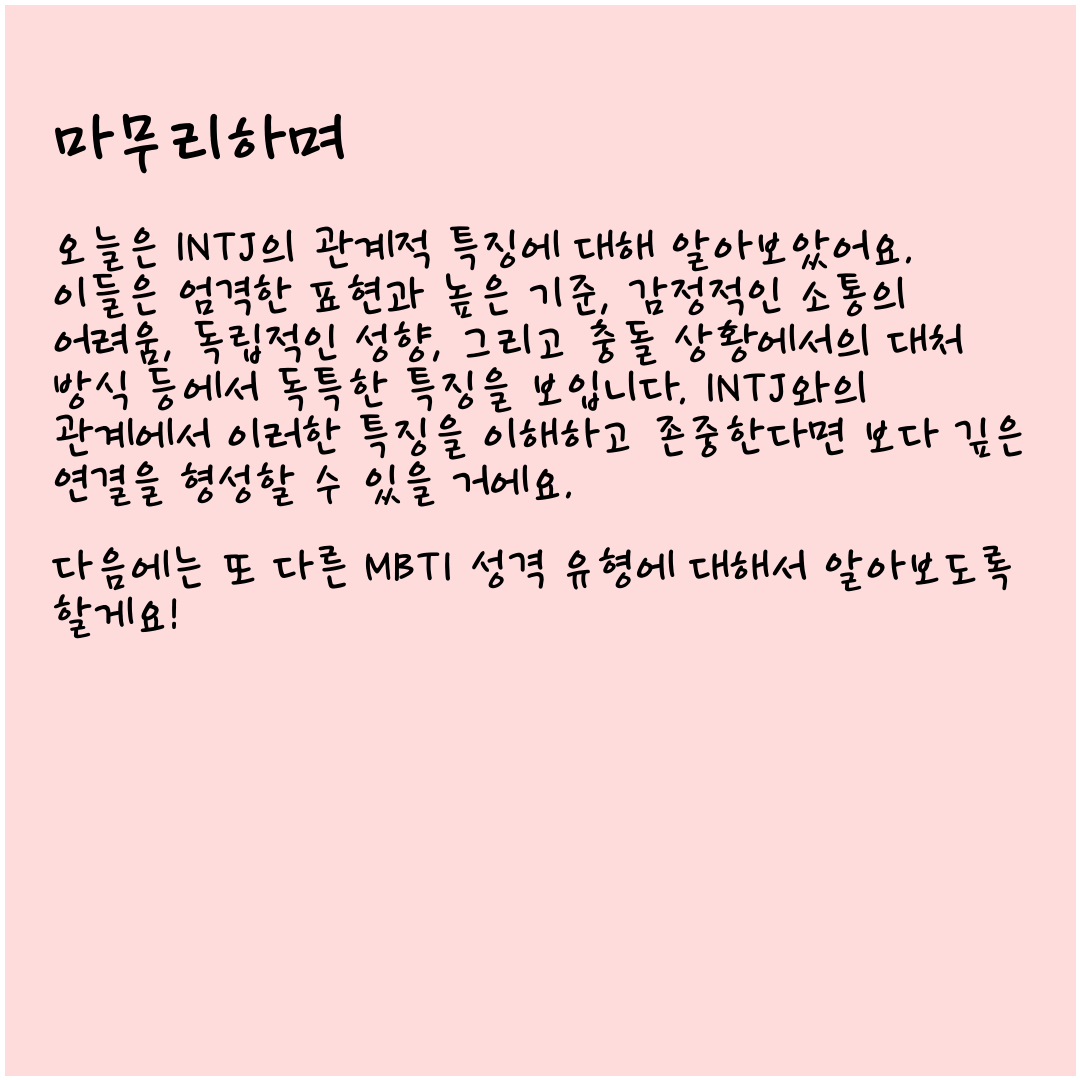 마무리하며
오늘은 INTJ의 관계적 특징에 대해 알아보았어요.
이들은 엄격한 표현과 높은 기준, 감정적인 소통의
어려움, 독립적인 성향, 그리고 충돌 상황에서의 대처
방식 등에서 독특한 특징을 보입니다. INTJ와의
관계에서 이러한 특징을 이해하고 존중한다면 보다 깊은
연결을 형성할 수 있을 거에요.
다음에는 또 다른 MBTI 성격 유형에 대해서 알아보도록
할게요!